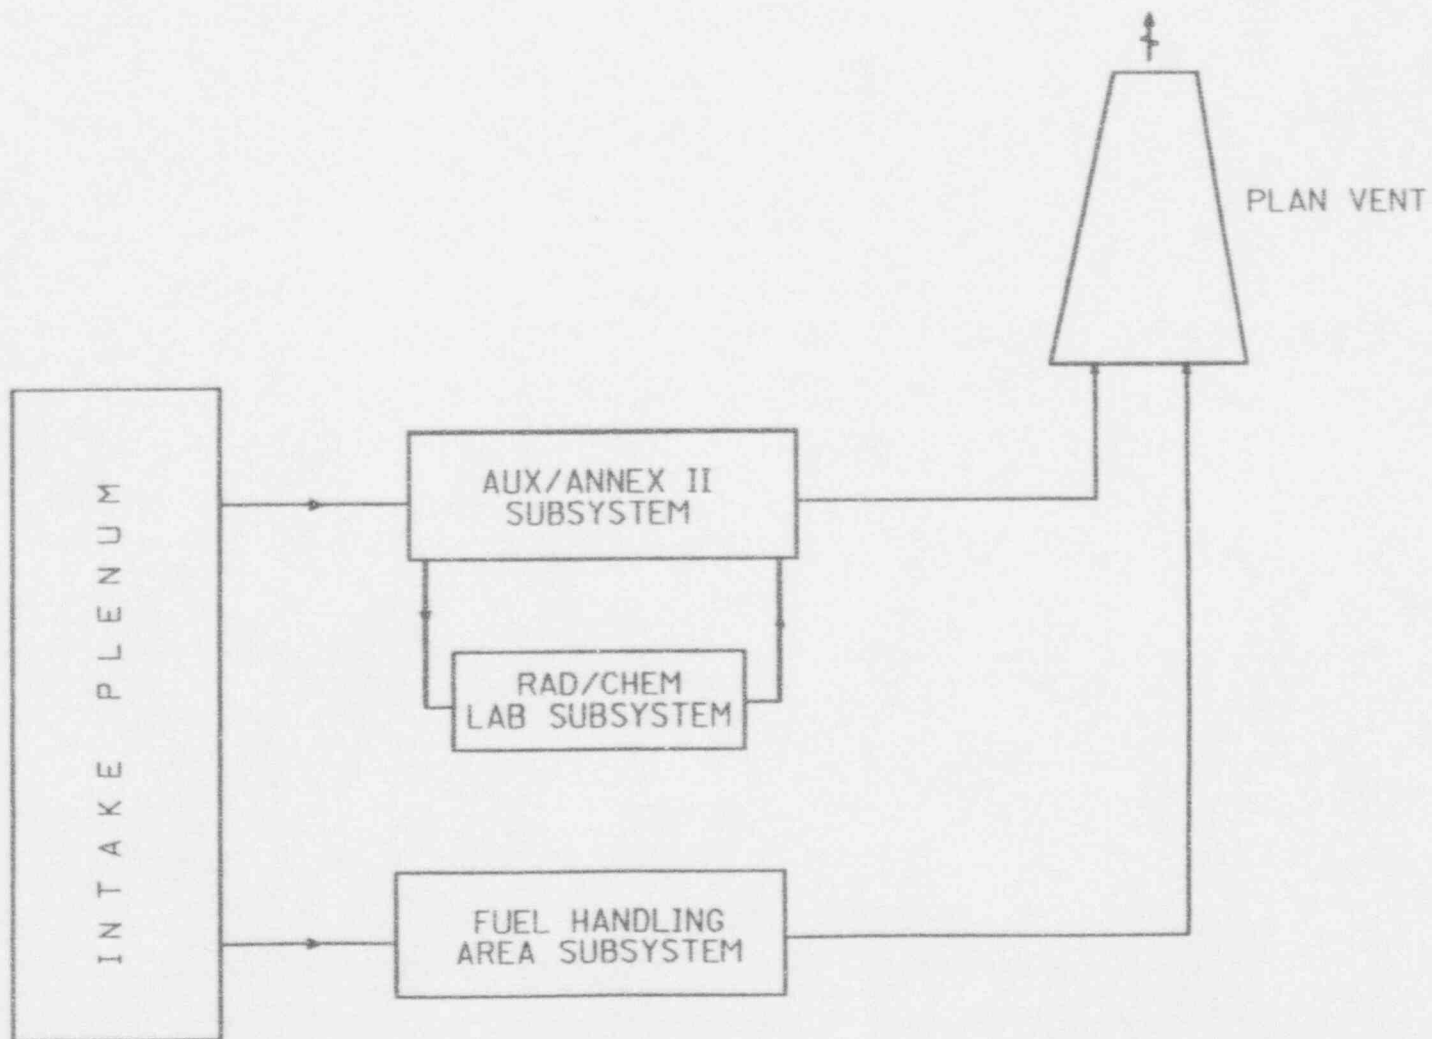 PLAN VENT
INTAKE PLENUM
AUX/ANNEX II
SUBSYSTEM
RAD/CHEM
LAB SUBSYSTEM
FUEL HANDLING
AREA SUBSYSTEM